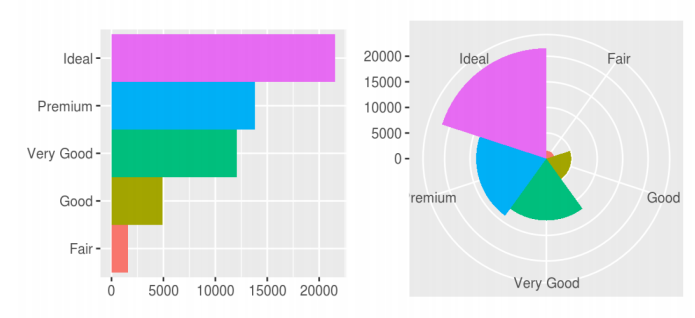 Ideal
Premium
Very Good
Good
Fair
0 5000 10000 15000 20000
20000
15000
10000
5000
0
Ideal
Fair
remium
Good
Very Good